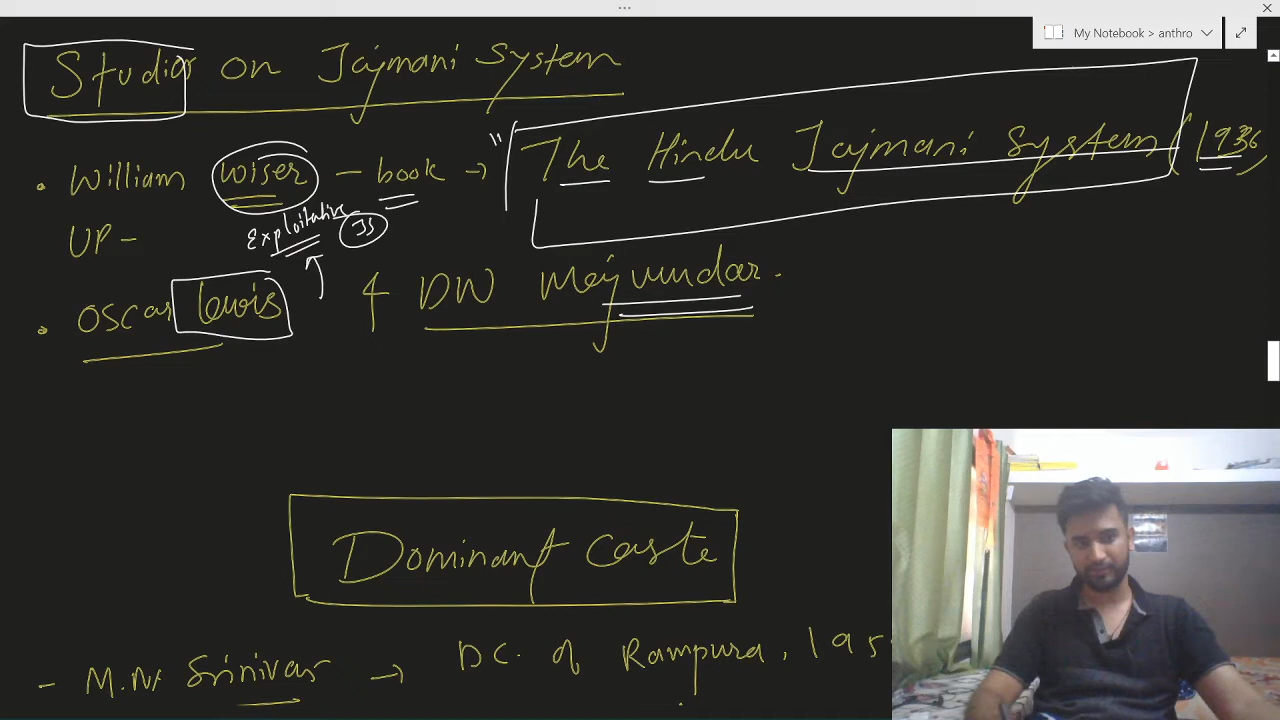 My Notebook > anthro
Studies on Jajmani System
• William Wiser – book → "The Hindu Jajmani System" (1936)
UP – Exploitative JS
• Oscar Lewis & DN Majumdar.
Dominant Caste
- M.N. Srinivas → DC. of Rampura, 195